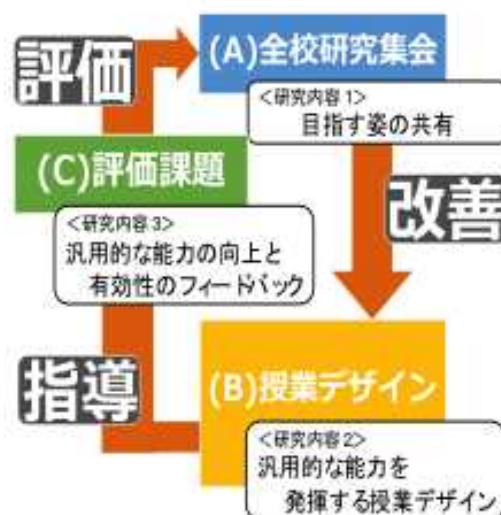 評価
(A)全校研究集会
<研究内容1>
目指す姿の共有
(C)評価課題
改善
<研究内容3>
汎用的な能力の向上と
有効性のフィードバック
指導
(B)授業デザイン
<研究内容2>
汎用的な能力を
発揮する授業デザイン